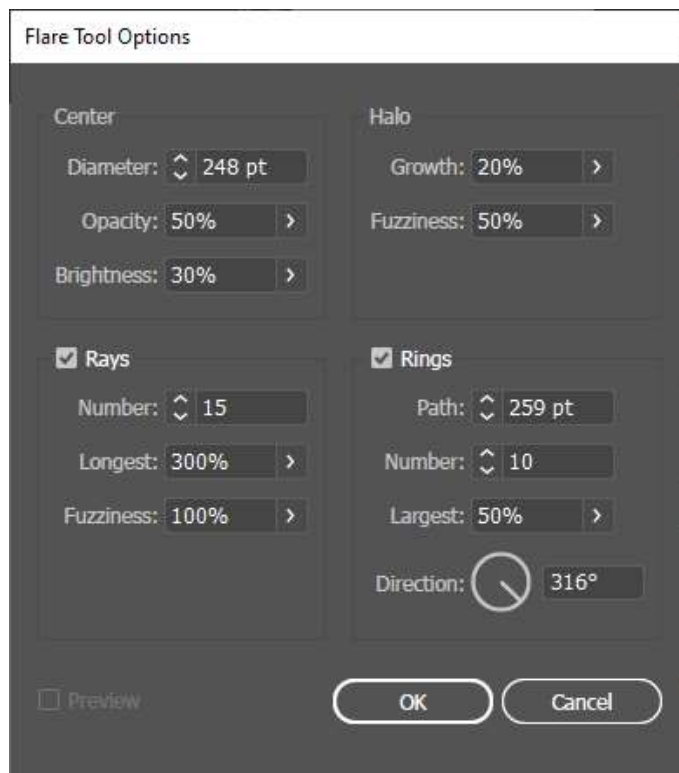 Flare Tool Options
Center
Diameter: 248 pt
Opacity: 50%
Brightness: 30%
Halo
Growth: 20%
Fuzziness: 50%
Rays
Number: 15
Longest: 300%
Fuzziness: 100%
Rings
Path: 259 pt
Number: 10
Largest: 50%
Direction: 316°
Preview
OK
Cancel